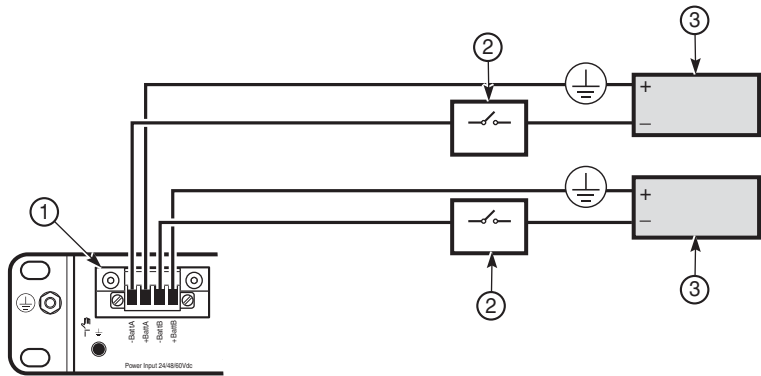 3
2
+
–
1
+
–
2
3
-BattA
+BattA
-BattB
+BattB
Power Input 24/48/60Vdc